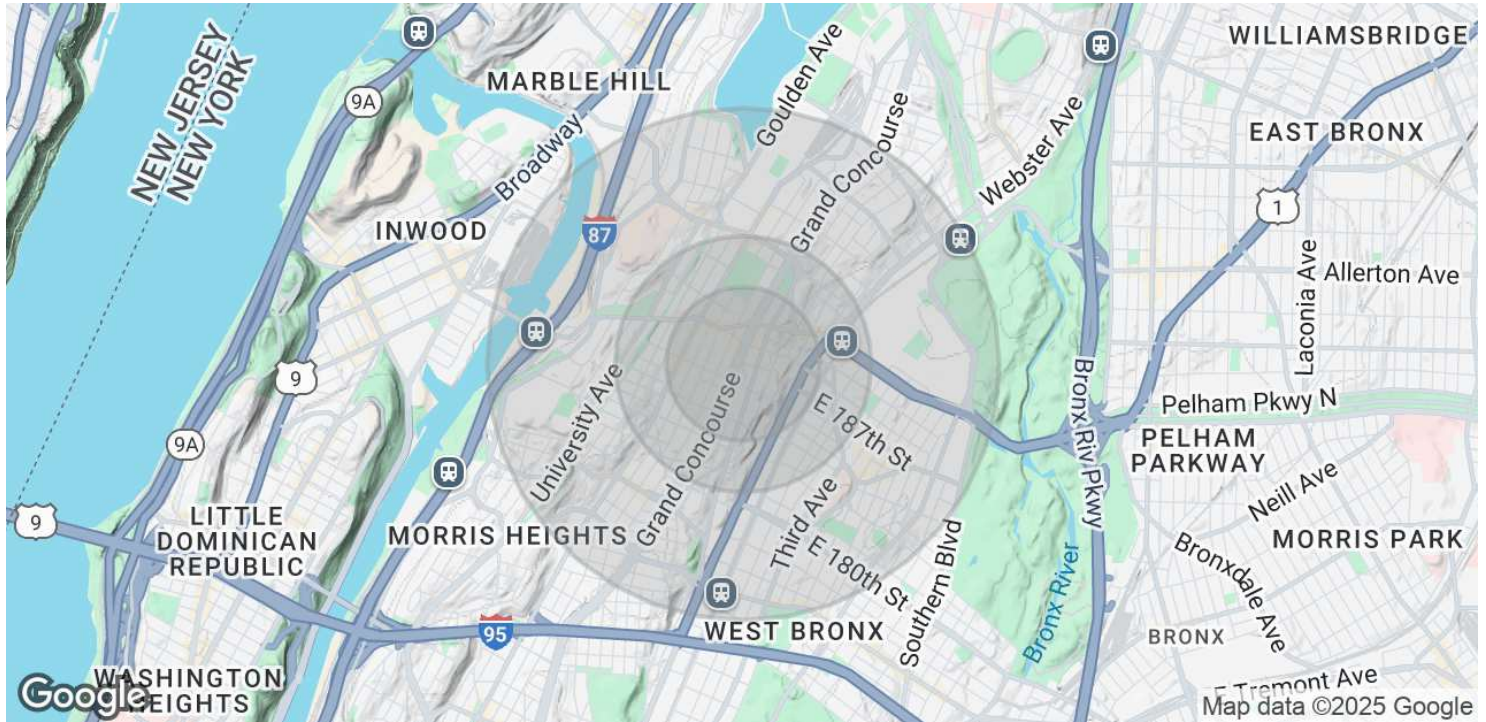 WILLIAMSBRIDGE
MARBLE HILL
9A
Goulden Ave
Grand Concourse
Webster Ave
EAST BRONX
NEW JERSEY
NEW YORK
Broadway
1
INWOOD
87
Allerton Ave
Laconia Ave
9
University Ave
Grand Concourse
E 187th St
Bronx Riv Pkwy
Pelham Pkwy N
9A
PELHAM
PARKWAY
Neill Ave
9
LITTLE
DOMINICAN
REPUBLIC
MORRIS HEIGHTS
Third Ave
E 180th St
Southern Blvd
Bronx River
MORRIS PARK
Bronxdale Ave
95
WEST BRONX
BRONX
WASHINGTON
HEIGHTS
E Tremont Ave
Google
Map data ©2025 Google